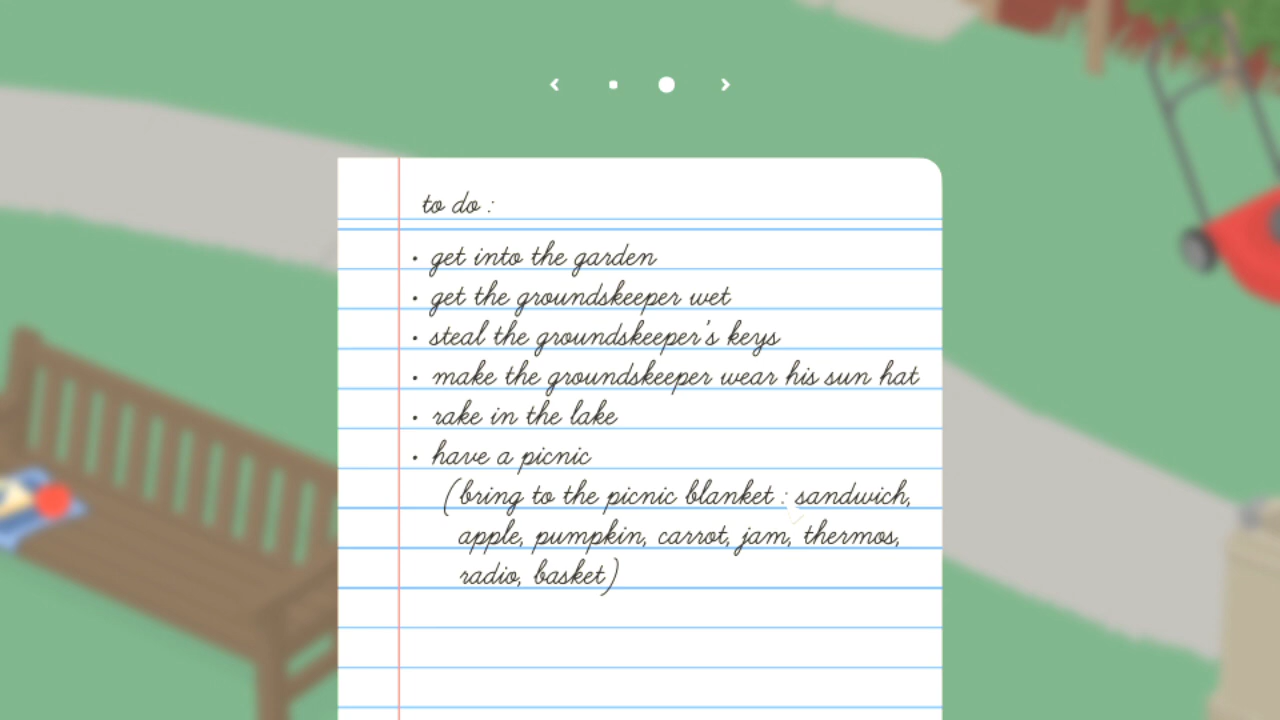 to do :
• get into the garden
• get the groundskeeper wet
• steal the groundskeeper's keys
• make the groundskeeper wear his sun hat
• rake in the lake
• have a picnic
(bring to the picnic blanket : sandwich,
apple, pumpkin, carrot, jam, thermos,
radio, basket)